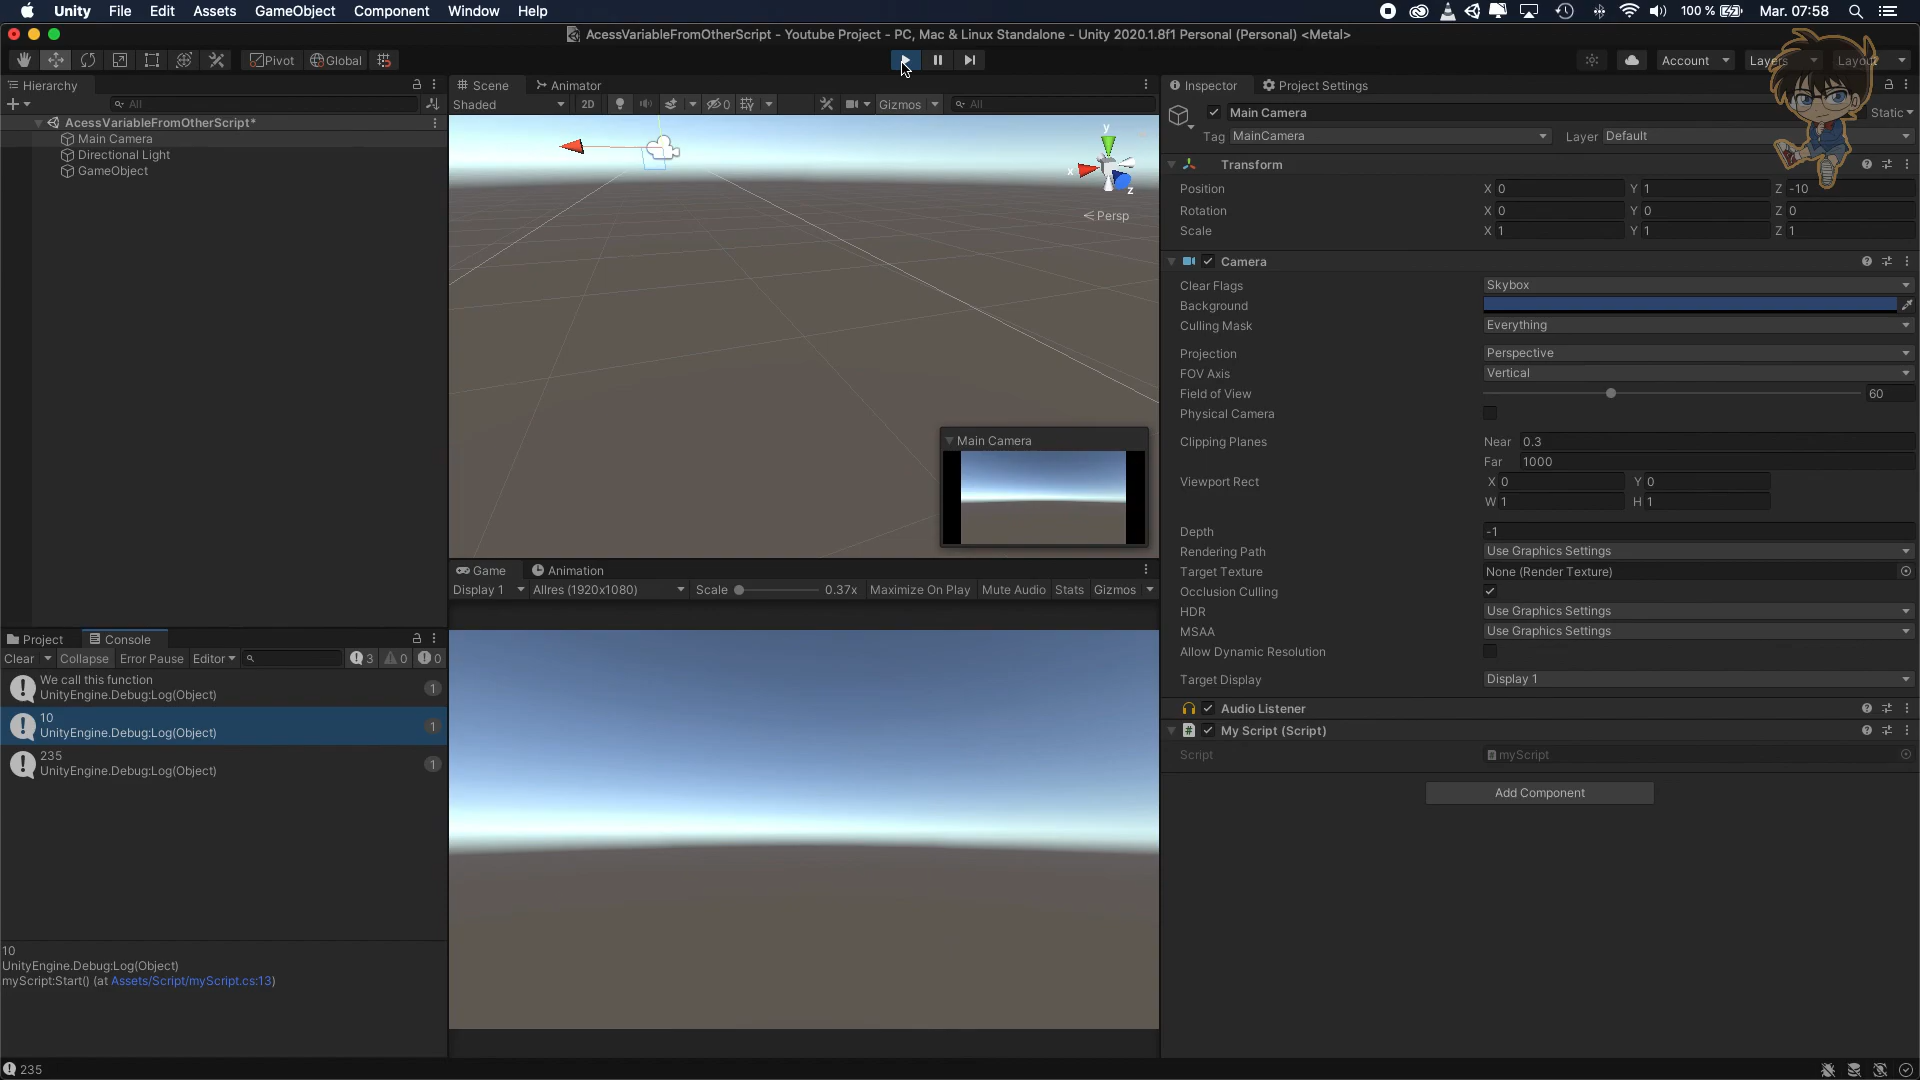 Unity File Edit Assets GameObject Component Window Help 100 % Mar. 07:58
AcessVariableFromOtherScript - Youtube Project - PC, Mac & Linux Standalone - Unity 2020.1.8f1 Personal (Personal) <Metal>
Pivot Global Account Layers Layout
Hierarchy
All
AcessVariableFromOtherScript*
Main Camera
Directional Light
GameObject
Scene Animator
Shaded 2D 0 Gizmos All
y
x
z
Persp
Main Camera
Game Animation
Display 1 Allres (1920x1080) Scale 0.37x Maximize On Play Mute Audio Stats Gizmos
Project Console
Clear Collapse Error Pause Editor 3 0 0
We call this function
UnityEngine.Debug:Log(Object)
1
10
UnityEngine.Debug:Log(Object)
1
235
UnityEngine.Debug:Log(Object)
1
10
UnityEngine.Debug:Log(Object)
myScript:Start() (at Assets/Script/myScript.cs:13)
235
Inspector Project Settings
Main Camera Static
Tag MainCamera Layer Default
Transform
Position X 0 Y 1 Z -10
Rotation X 0 Y 0 Z 0
Scale X 1 Y 1 Z 1
Camera
Clear Flags Skybox
Background
Culling Mask Everything
Projection Perspective
FOV Axis Vertical
Field of View 60
Physical Camera
Clipping Planes Near 0.3
Far 1000
Viewport Rect X 0 Y 0
W 1 H 1
Depth -1
Rendering Path Use Graphics Settings
Target Texture None (Render Texture)
Occlusion Culling
HDR Use Graphics Settings
MSAA Use Graphics Settings
Allow Dynamic Resolution
Target Display Display 1
Audio Listener
# My Script (Script)
Script myScript
Add Component